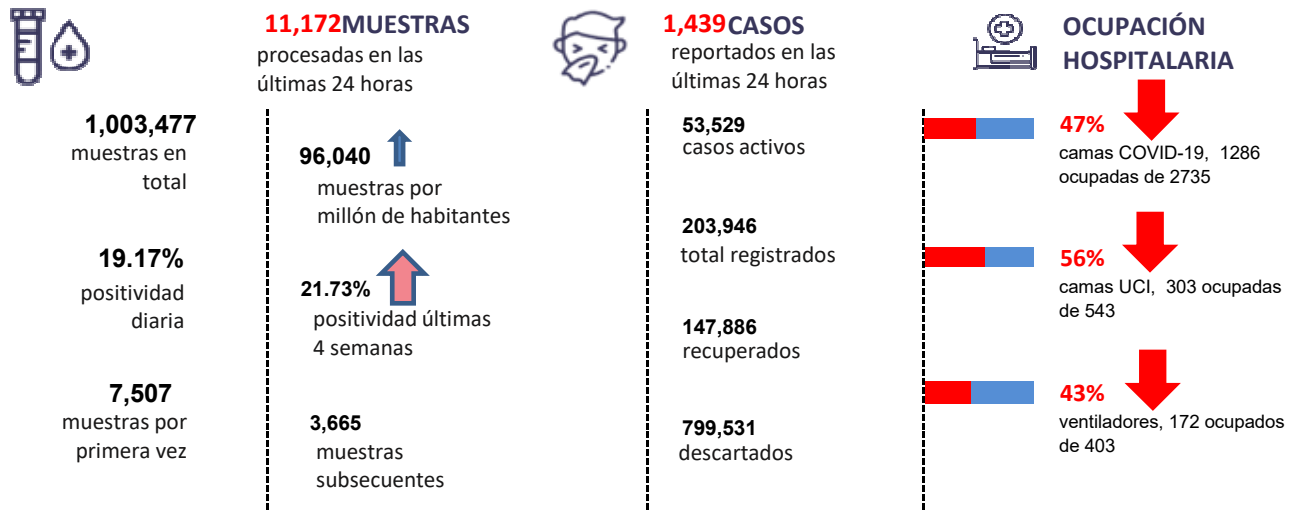 11,172MUESTRAS
procesadas en las
últimas 24 horas
1,439CASOS
reportados en las
últimas 24 horas
OCUPACIÓN
HOSPITALARIA
1,003,477
muestras en
total
19.17%
positividad
diaria
7,507
muestras por
primera vez
96,040
muestras por
millón de habitantes
21.73%
positividad últimas
4 semanas
3,665
muestras
subsecuentes
53,529
casos activos
203,946
total registrados
147,886
recuperados
799,531
descartados
47%
camas COVID-19, 1286
ocupadas de 2735
56%
camas UCI, 303 ocupadas
de 543
43%
ventiladores, 172 ocupados
de 403